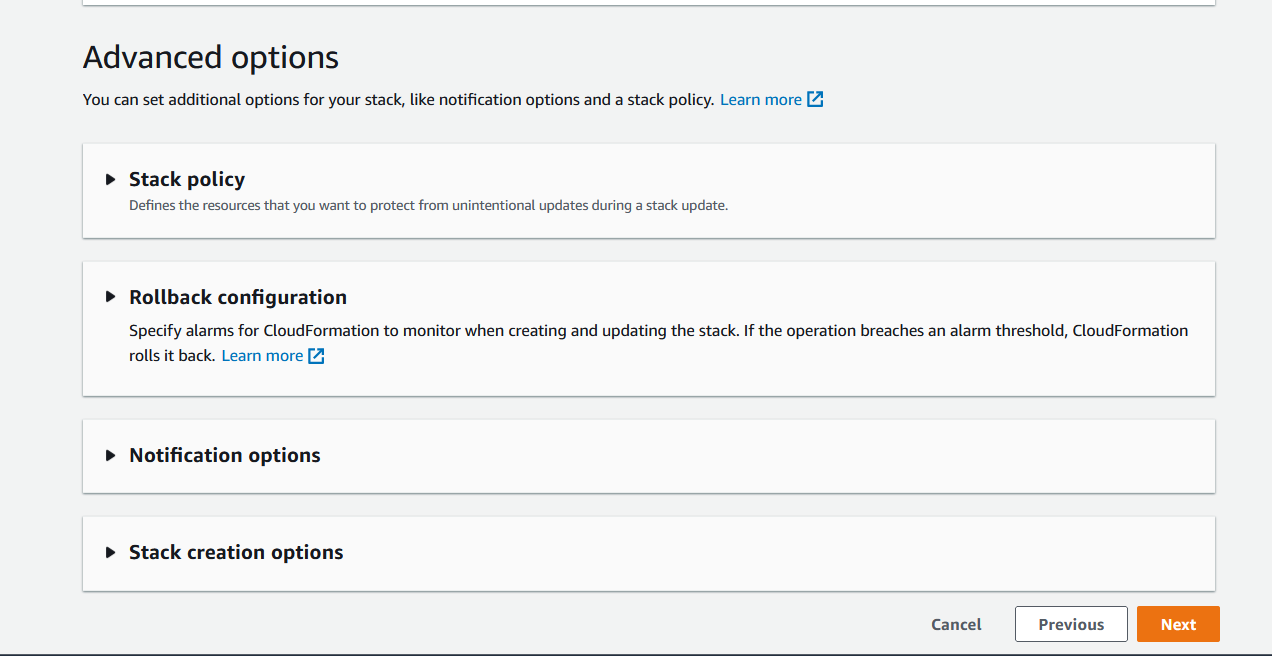 Advanced options
You can set additional options for your stack, like notification options and a stack policy. Learn more
Stack policy
Defines the resources that you want to protect from unintentional updates during a stack update.
Rollback configuration
Specify alarms for CloudFormation to monitor when creating and updating the stack. If the operation breaches an alarm threshold, CloudFormation
rolls it back. Learn more
Notification options
Stack creation options
Cancel Previous Next